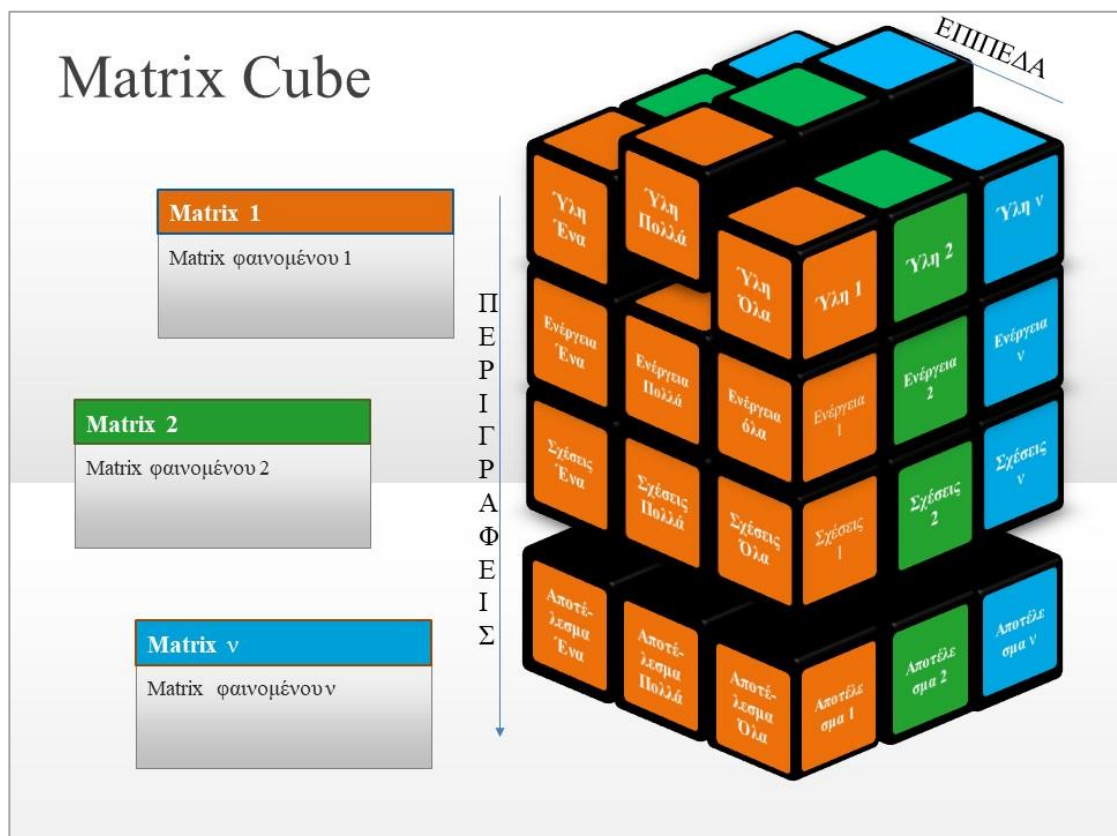 Matrix Cube
ΕΠΙΠΕΔΑ
Matrix 1
Matrix φαινομένου 1
Matrix 2
Matrix φαινομένου 2
Matrix ν
Matrix φαινομένου ν
ΠΕΡΙΓΡΑΦΕΙΣ
Ύλη
Ένα
Ύλη
Πολλά
Ύλη
Όλα
Ύλη 1
Ύλη 2
Ύλη ν
Ενέργεια
Ένα
Ενέργεια
Πολλά
Ενέργεια
όλα
Ενέργεια
1
Ενέργεια
2
Ενέργεια
ν
Σχέσεις
Ένα
Σχέσεις
Πολλά
Σχέσεις
Όλα
Σχέσεις
1
Σχέσεις
2
Σχέσεις
ν
Αποτέ-
λεσμα
Ένα
Αποτέ-
λεσμα
Πολλά
Αποτέ-
λεσμα
Όλα
Αποτέλε
σμα 1
Αποτέλε
σμα 2
Αποτέλε
σμα ν